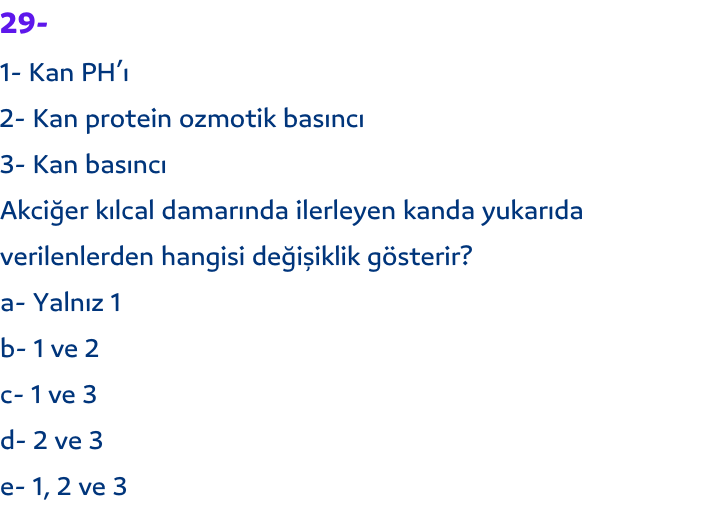 29-
1- Kan PH’ı
2- Kan protein ozmotik basıncı
3- Kan basıncı
Akciğer kılcal damarında ilerleyen kanda yukarıda
verilenlerden hangisi değişiklik gösterir?
a- Yalnız 1
b- 1 ve 2
c- 1 ve 3
d- 2 ve 3
e- 1, 2 ve 3